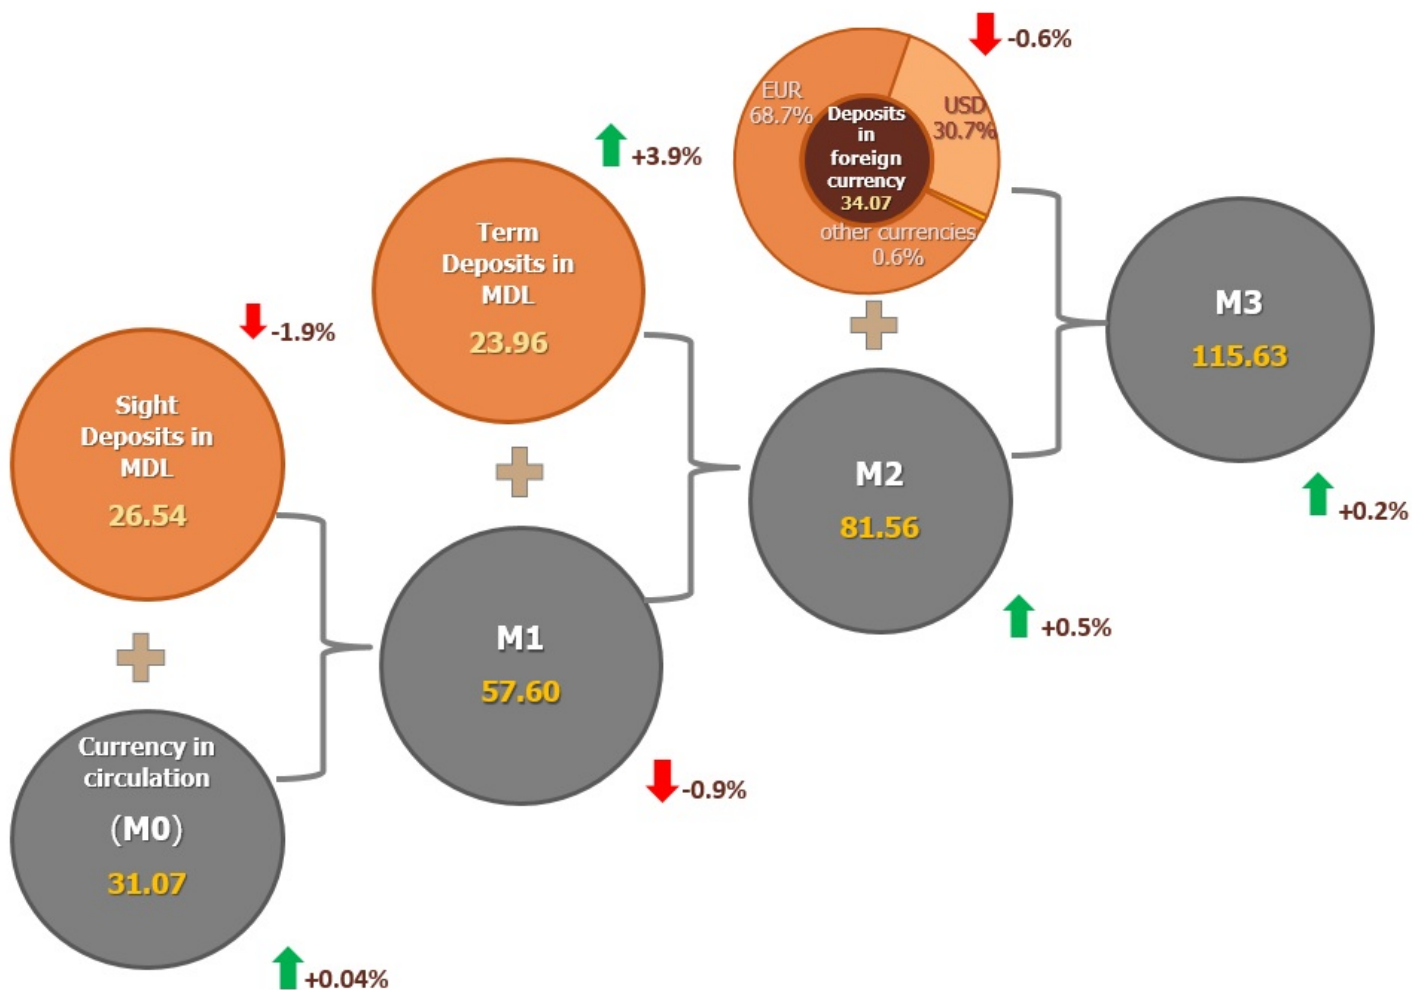 -1.9%
Sight
Deposits in
MDL
26.54
Currency in
circulation
(M0)
31.07
+0.04%
+3.9%
Term
Deposits in
MDL
23.96
M1
57.60
-0.9%
-0.6%
EUR
68.7%
USD
30.7%
Deposits
in
foreign
currency
34.07
other currencies
0.6%
M2
81.56
+0.5%
M3
115.63
+0.2%